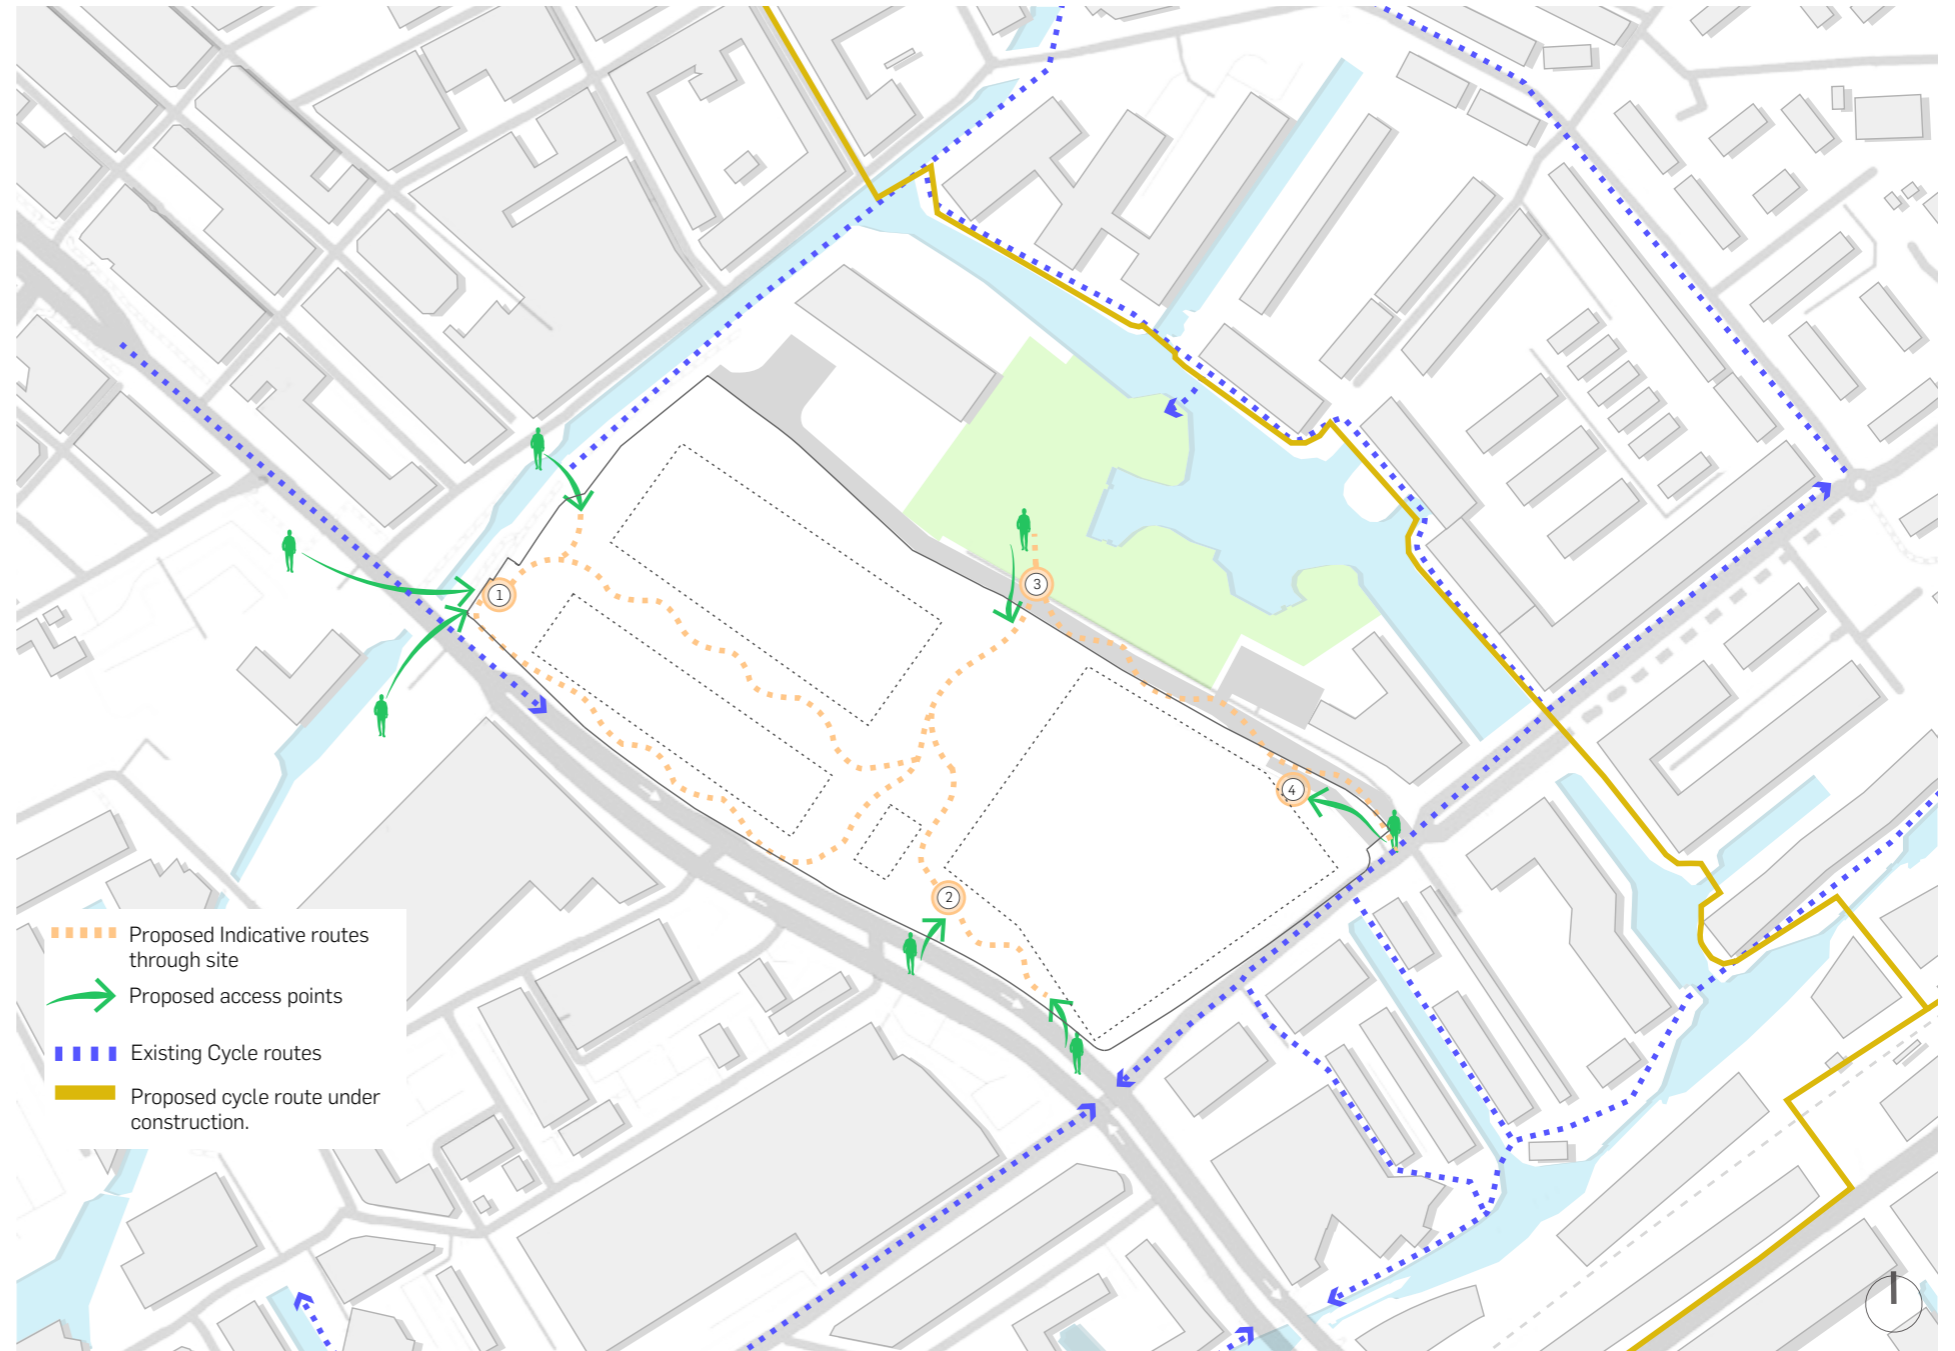 1
3
4
2
Proposed Indicative routes
through site
Proposed access points
Existing Cycle routes
Proposed cycle route under
construction.